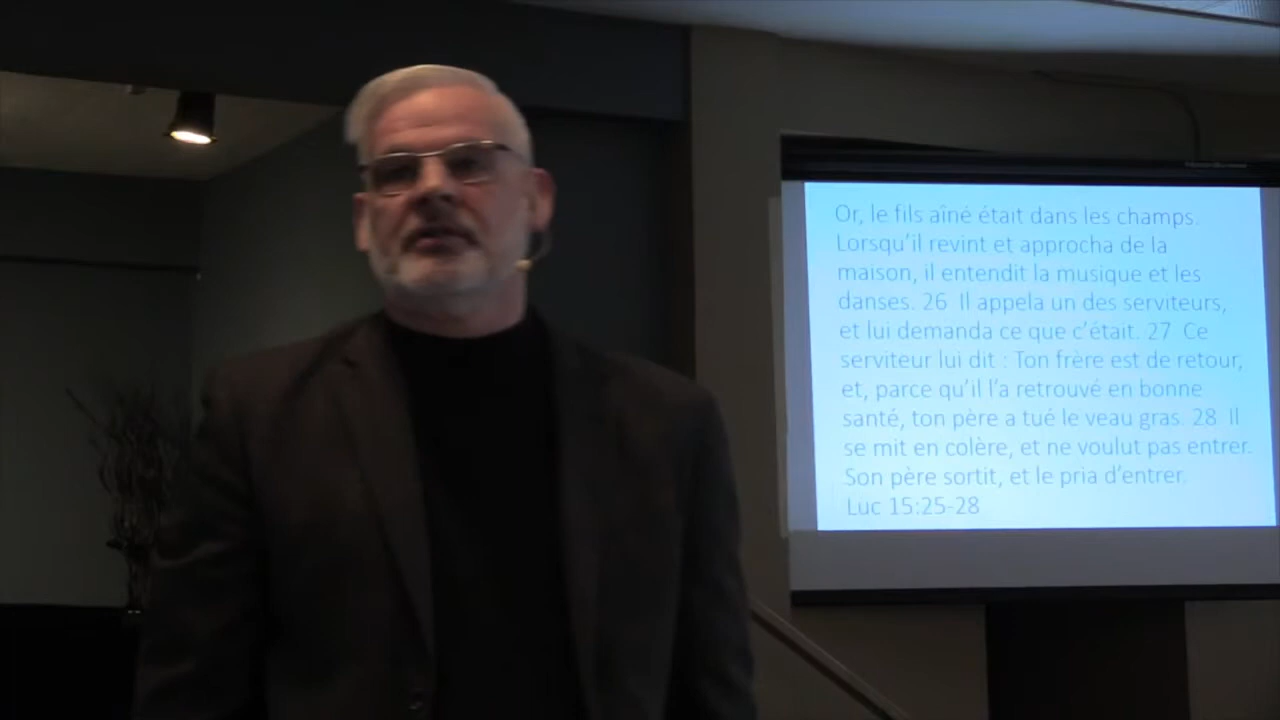 Or, le fils aîné était dans les champs.
Lorsqu'il revint et approcha de la
maison, il entendit la musique et les
danses. 26 Il appela un des serviteurs,
et lui demanda ce que c'était. 27 Ce
serviteur lui dit : Ton frère est de retour,
et, parce qu'il l'a retrouvé en bonne
santé, ton père a tué le veau gras. 28 Il
se mit en colère, et ne voulut pas entrer.
Son père sortit, et le pria d'entrer.
Luc 15:25-28